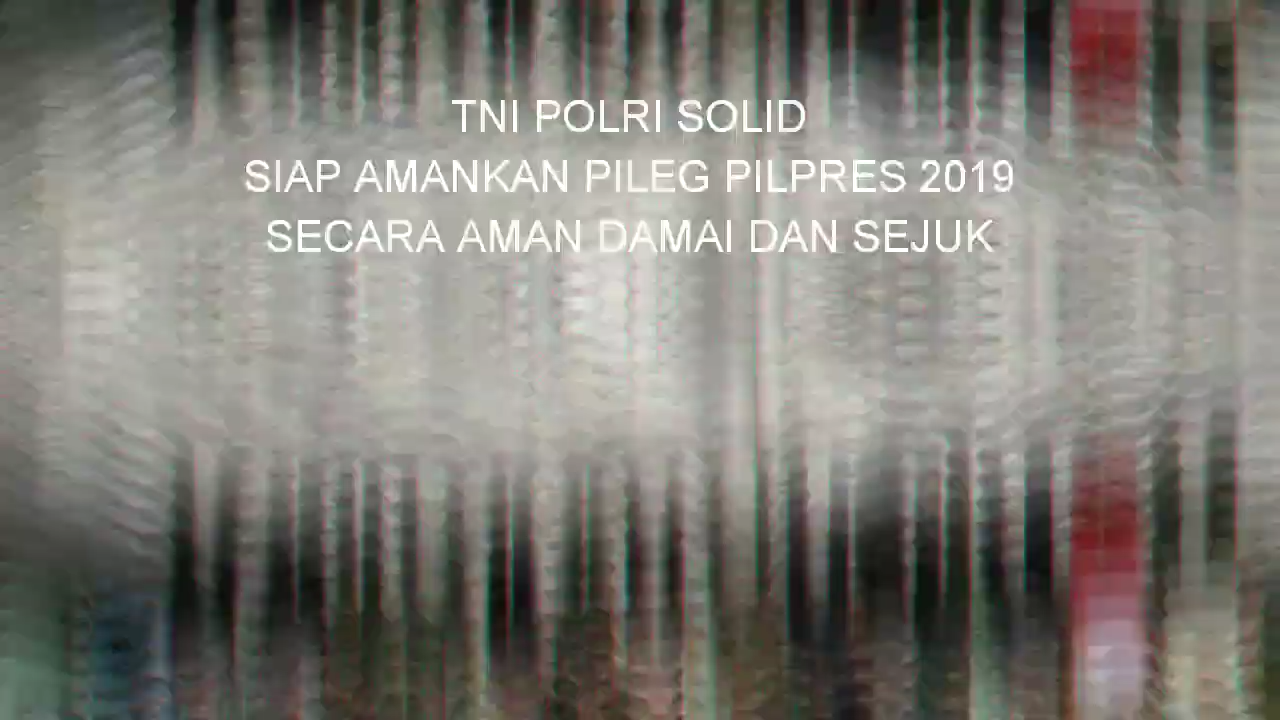 TNI POLRI SOLID
SIAP AMANKAN PILEG PILPRES 2019
SECARA AMAN DAMAI DAN SEJUK